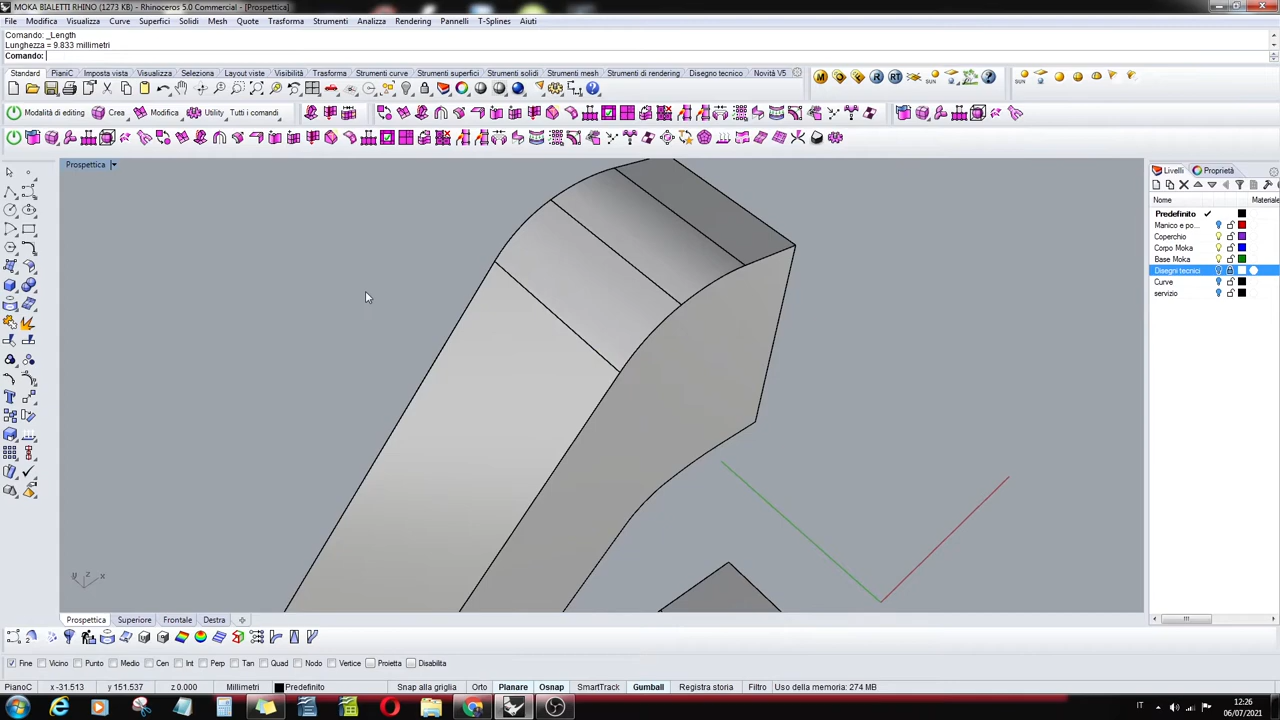 MOKA BIALETTI RHINO (1273 KB) - Rhinoceros 5.0 Commercial - [Prospettica]
File Modifica Visualizza Curve Superfici Solidi Mesh Quote Trasforma Strumenti Analizza Rendering Pannelli T-Splines Aiuti
Comando: _Length
Lunghezza = 9.833 millimetri
Comando:
Standard PianiC Imposta vista Visualizza Seleziona Layout viste Visibilità Trasforma Strumenti curve Strumenti superfici Strumenti solidi Strumenti mesh Strumenti di rendering Disegno tecnico Novità V5
Modalità di editing Crea Modifica Utility Tutti i comandi
Prospettica
Livelli Proprietà
Nome Materiale
Predefinito
Manico e po...
Coperchio
Corpo Moka
Base Moka
Disegni tecnici
Curve
servizio
y z x
Prospettica Superiore Frontale Destra
Fine Vicino Punto Medio Cen Int Perp Tan Quad Nodo Vertice Proietta Disabilita
PianoC x -31.513 y 151.537 z 0.000 Millimetri Predefinito Snap alla griglia Orto Planare Osnap SmartTrack Gumball Registra storia Filtro Uso della memoria: 274 MB
IT 12:26
06/07/2021